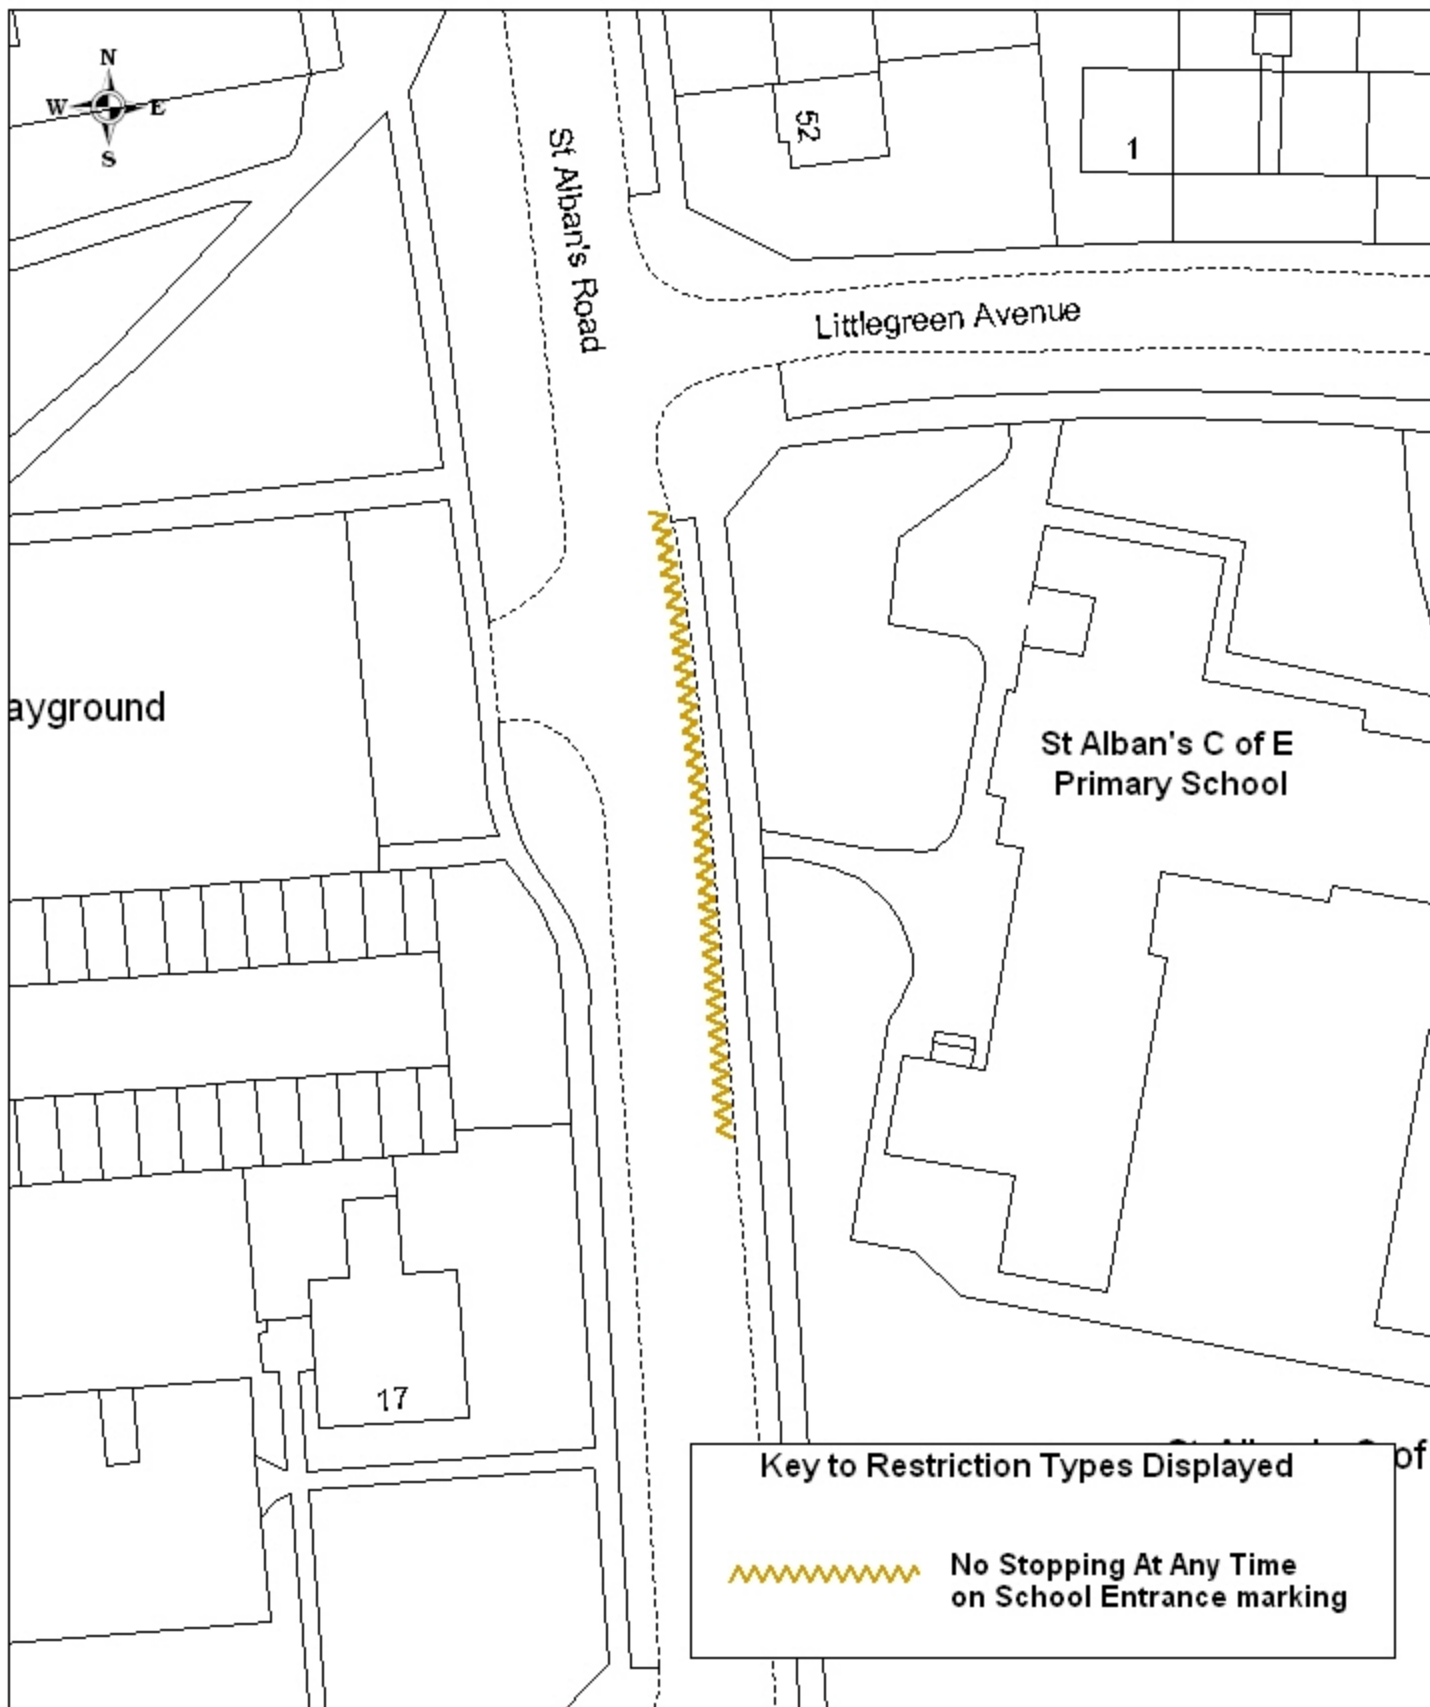 N
W E
S
St Alban's Road
52
1
Littlegreen Avenue
ayground
St Alban's C of E
Primary School
17
of
Key to Restriction Types Displayed
No Stopping At Any Time
on School Entrance marking